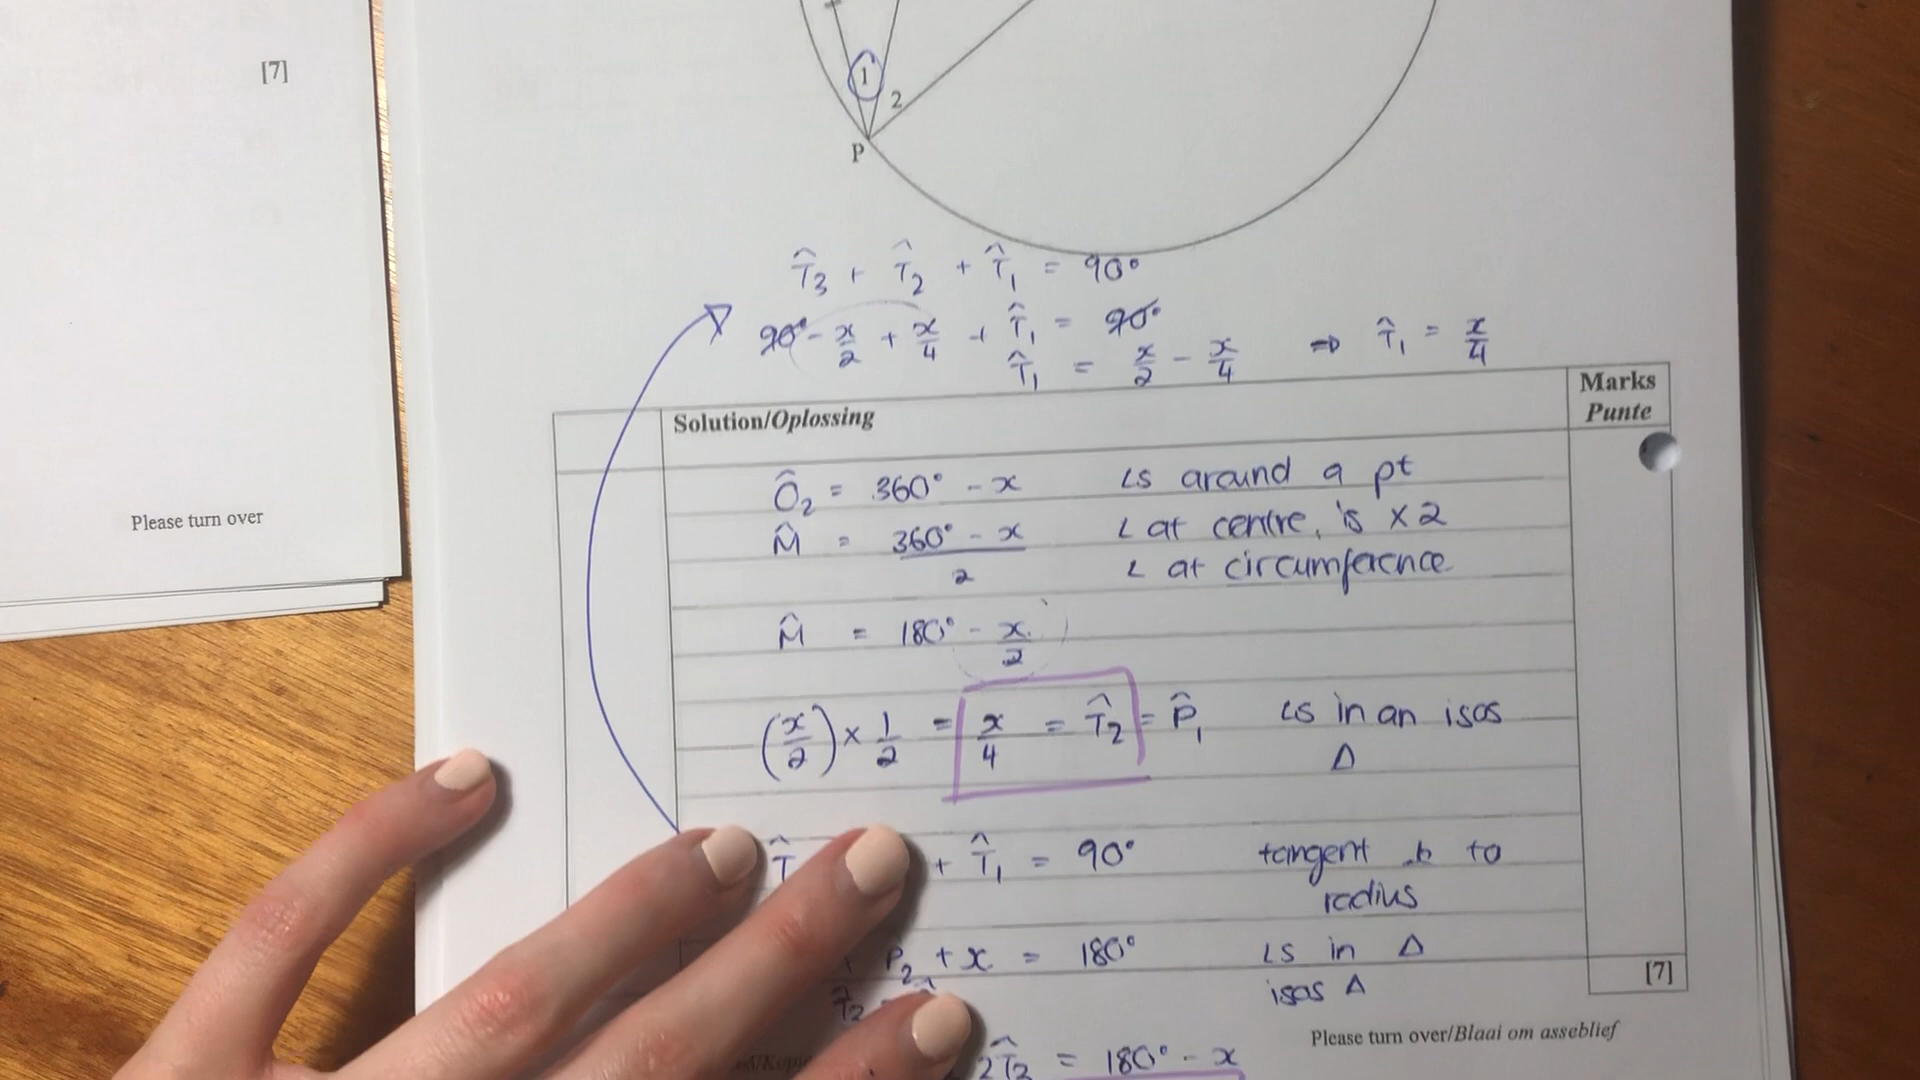 [7]
Please turn over
1
2
P
T̂₃ + T̂₂ + T̂₁ = 90°
90° - x/2 + x/4 + T̂₁ = 90°
T̂₁ = x/2 - x/4 ⇒ T̂₁ = x/4
Marks
Punte
Solution/Oplossing
Ô₂ = 360° - x ∠s around a pt
M̂ = (360° - x)/2 ∠ at centre is x2
∠ at circumference
M̂ = 180° - x/2
(x/2) × 1/2 = x/4 = T̂₂ = P̂₁ ∠s in an isos
Δ
T̂ + T̂₁ = 90° tangent ⊥ to
radius
P₂ + x = 180° ∠s in Δ
isos Δ
[7]
2T̂₃ = 180° - x
Please turn over/Blaai om asseblief